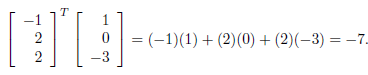 [ −1 2 2 ]^T [ 1 0 −3 ] = (−1)(1) + (2)(0) + (2)(−3) = −7.